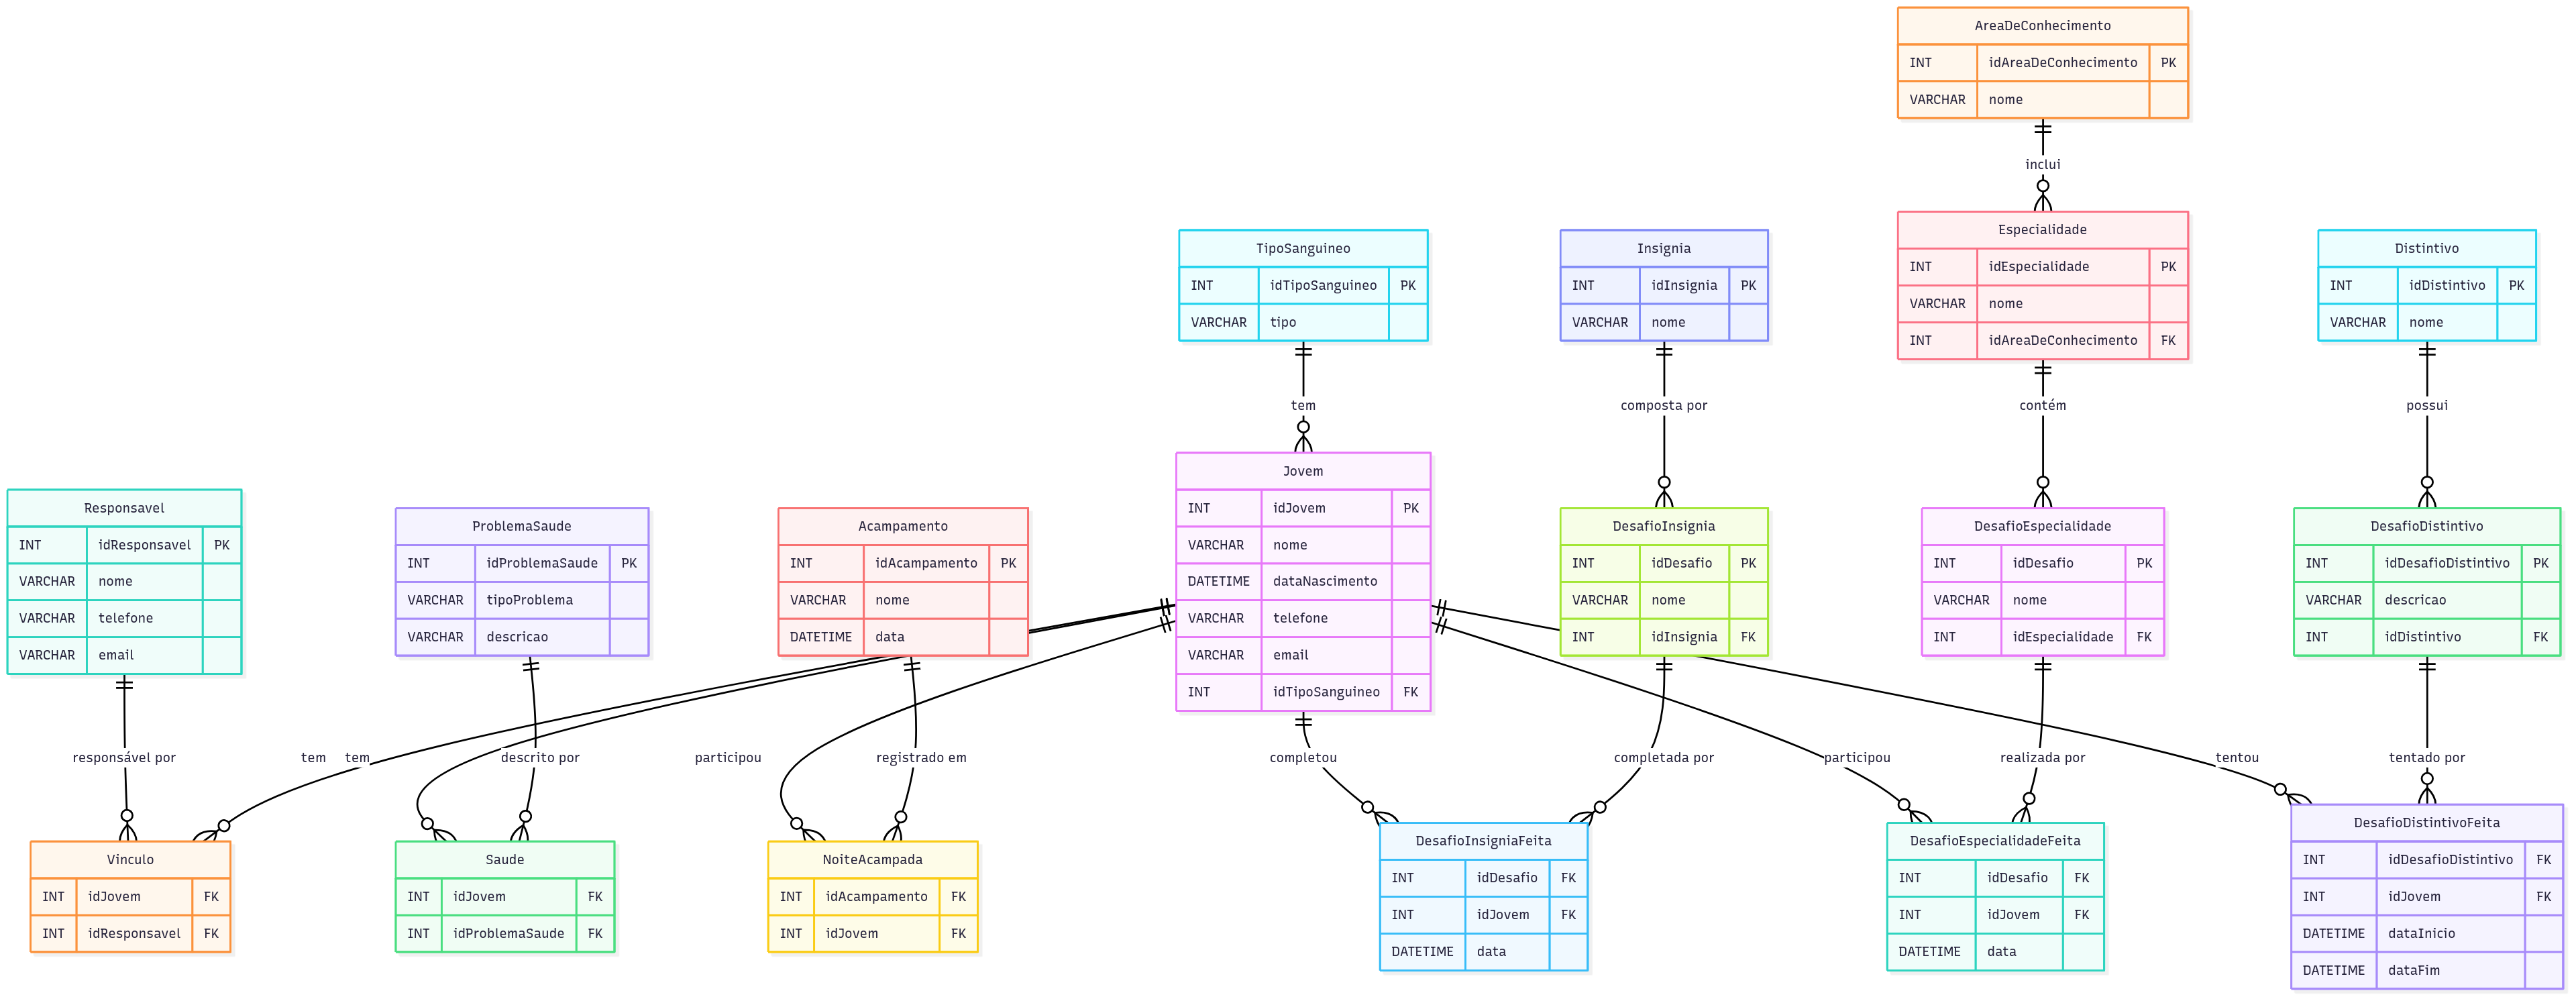 AreaDeConhecimento
INT idAreaDeConhecimento PK
VARCHAR nome
inclui
TipoSanguineo
INT idTipoSanguineo PK
VARCHAR tipo
Insignia
INT idInsignia PK
VARCHAR nome
Especialidade
INT idEspecialidade PK
VARCHAR nome
INT idAreaDeConhecimento FK
Distintivo
INT idDistintivo PK
VARCHAR nome
tem
composta por
contém
possui
Responsavel
INT idResponsavel PK
VARCHAR nome
VARCHAR telefone
VARCHAR email
ProblemaSaude
INT idProblemaSaude PK
VARCHAR tipoProblema
VARCHAR descricao
Acampamento
INT idAcampamento PK
VARCHAR nome
DATETIME data
Jovem
INT idJovem PK
VARCHAR nome
DATETIME dataNascimento
VARCHAR telefone
VARCHAR email
INT idTipoSanguineo FK
DesafioInsignia
INT idDesafio PK
VARCHAR nome
INT idInsignia FK
DesafioEspecialidade
INT idDesafio PK
VARCHAR nome
INT idEspecialidade FK
DesafioDistintivo
INT idDesafioDistintivo PK
VARCHAR descricao
INT idDistintivo FK
responsável por
tem
tem
descrito por
participou
registrado em
completou
completada por
participou
realizada por
tentou
tentado por
Vinculo
INT idJovem FK
INT idResponsavel FK
Saude
INT idJovem FK
INT idProblemaSaude FK
NoiteAcampada
INT idAcampamento FK
INT idJovem FK
DesafioInsigniaFeita
INT idDesafio FK
INT idJovem FK
DATETIME data
DesafioEspecialidadeFeita
INT idDesafio FK
INT idJovem FK
DATETIME data
DesafioDistintivoFeita
INT idDesafioDistintivo FK
INT idJovem FK
DATETIME dataInicio
DATETIME dataFim